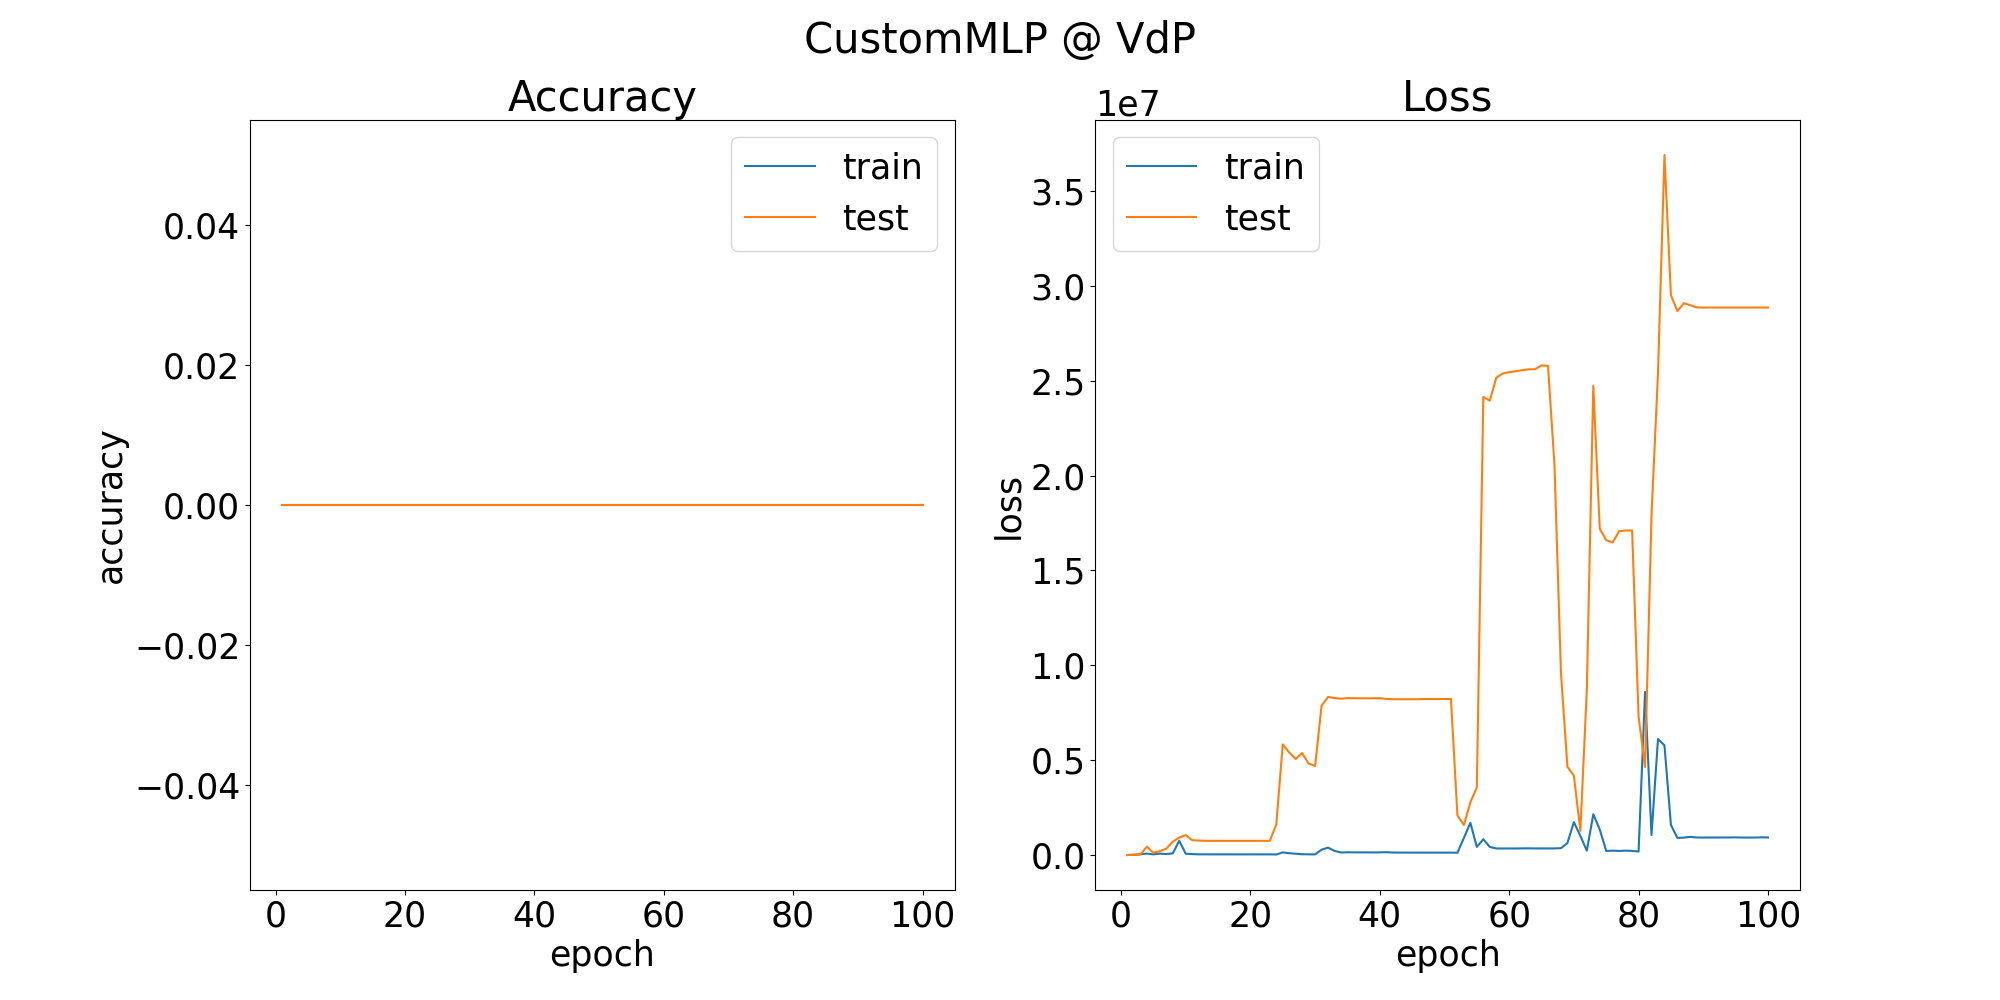 CustomMLP @ VdP
Accuracy
train
test
0.04
0.02
0.00
−0.02
−0.04
accuracy
0 20 40 60 80 100
epoch
Loss
1e7
train
test
3.5
3.0
2.5
2.0
1.5
1.0
0.5
0.0
loss
0 20 40 60 80 100
epoch